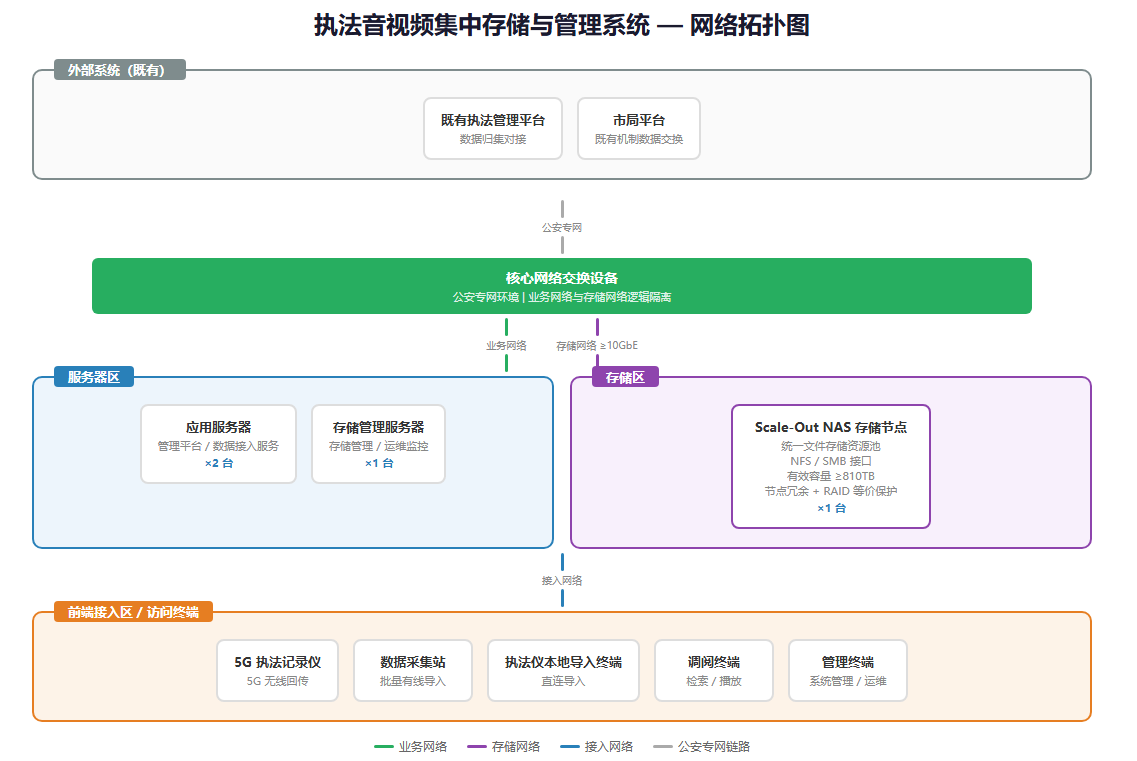 执法音视频集中存储与管理系统 — 网络拓扑图
外部系统（既有）
既有执法管理平台
数据归集对接
市局平台
既有机制数据交换
公安专网
核心网络交换设备
公安专网环境 | 业务网络与存储网络逻辑隔离
业务网络
存储网络 ≥10GbE
服务器区
应用服务器
管理平台 / 数据接入服务
×2 台
存储管理服务器
存储管理 / 运维监控
×1 台
存储区
Scale-Out NAS 存储节点
统一文件存储资源池
NFS / SMB 接口
有效容量 ≥810TB
节点冗余 + RAID 等价保护
×1 台
接入网络
前端接入区 / 访问终端
5G 执法记录仪
5G 无线回传
数据采集站
批量有线导入
执法仪本地导入终端
直连导入
调阅终端
检索 / 播放
管理终端
系统管理 / 运维
业务网络
存储网络
接入网络
公安专网链路